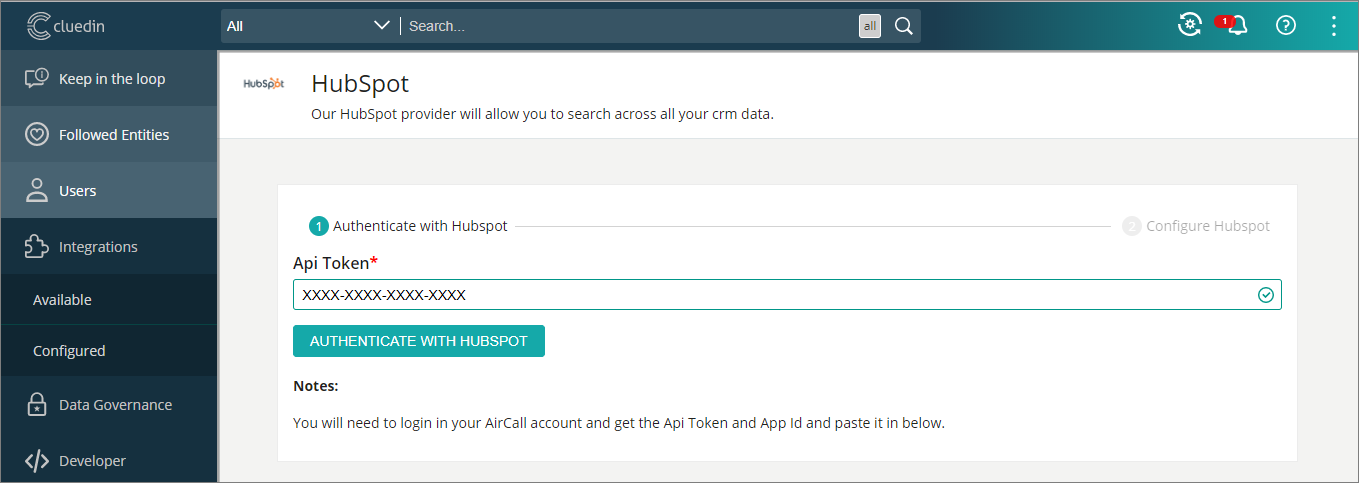 cluedin
All
Search...
all
1
Keep in the loop
Followed Entities
Users
Integrations
Available
Configured
Data Governance
Developer
HubSpot
HubSpot
Our HubSpot provider will allow you to search across all your crm data.
1 Authenticate with Hubspot
2 Configure Hubspot
Api Token*
XXXX-XXXX-XXXX-XXXX
AUTHENTICATE WITH HUBSPOT
Notes:
You will need to login in your AirCall account and get the Api Token and App Id and paste it in below.